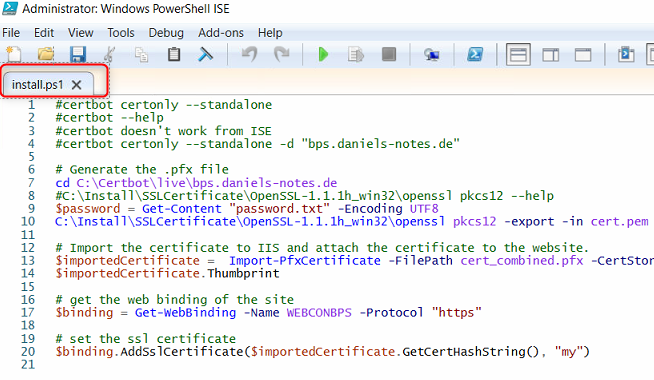 Administrator: Windows PowerShell ISE
File Edit View Tools Debug Add-ons Help
install.ps1
1 #certbot certonly --standalone
2 #certbot --help
3 #certbot doesn't work from ISE
4 #certbot certonly --standalone -d "bps.daniels-notes.de"
5
6 # Generate the .pfx file
7 cd C:\Certbot\live\bps.daniels-notes.de
8 #C:\Install\SSLCertificate\OpenSSL-1.1.1h_win32\openssl pkcs12 --help
9 $password = Get-Content "password.txt" -Encoding UTF8
10 C:\Install\SSLCertificate\OpenSSL-1.1.1h_win32\openssl pkcs12 -export -in cert.pem
11
12 # Import the certificate to IIS and attach the certificate to the website.
13 $importedCertificate = Import-PfxCertificate -FilePath cert_combined.pfx -CertStor
14 $importedCertificate.Thumbprint
15
16 # get the web binding of the site
17 $binding = Get-WebBinding -Name WEBCONBPS -Protocol "https"
18
19 # set the ssl certificate
20 $binding.AddSslCertificate($importedCertificate.GetCertHashString(), "my")
21